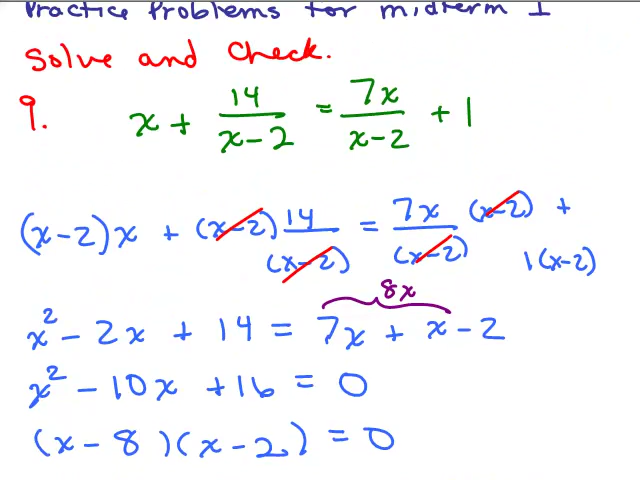 Practice Problems for midterm 1
Solve and Check.
9. x + 14/(x-2) = 7x/(x-2) + 1
(x-2)x + (x-2) 14/(x-2) = 7x/(x-2) (x-2) + 1(x-2)
8x
x² - 2x + 14 = 7x + x - 2
x² - 10x + 16 = 0
(x - 8)(x - 2) = 0